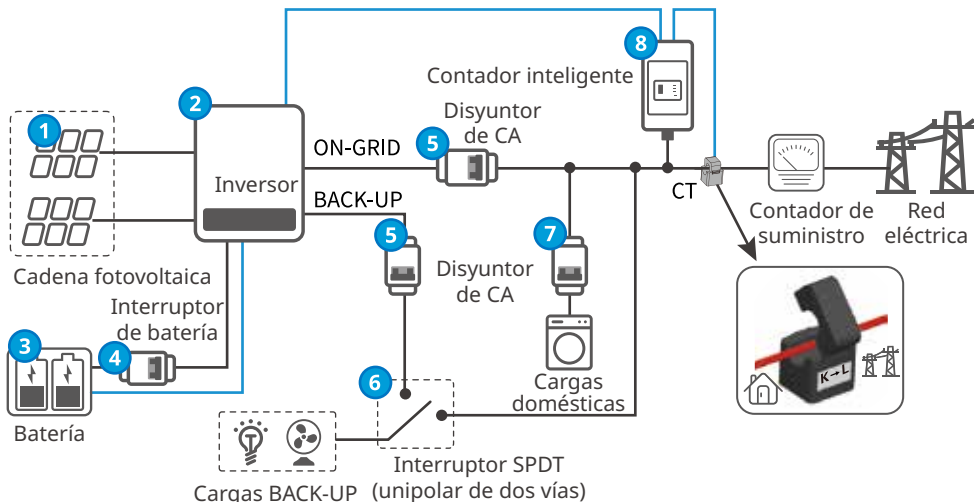 8
Contador inteligente
Disyuntor
de CA
2
1
5
ON-GRID
Inversor
BACK-UP
CT
Contador de
suministro
Red
eléctrica
5
7
Cadena fotovoltaica
Disyuntor
de CA
Interruptor
de batería
3
4
6
Cargas
domésticas
K→L
Batería
Interruptor SPDT
(unipolar de dos vías)
Cargas BACK-UP